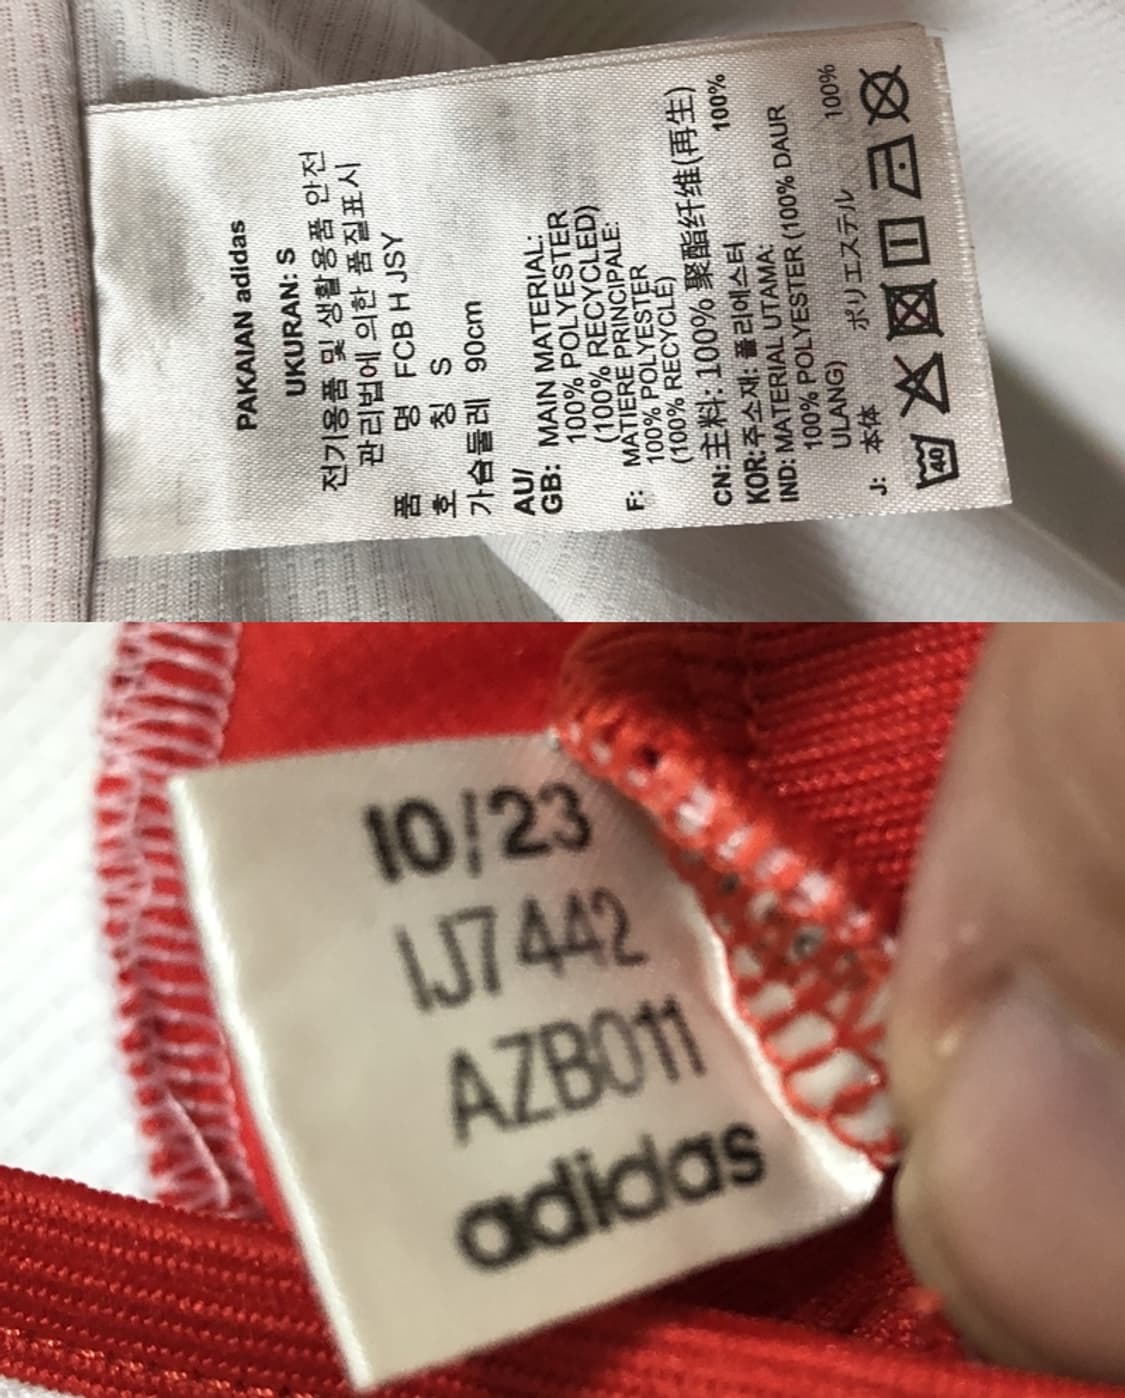 PAKAIAN adidas
UKURAN: S
전기용품 및 생활용품 안전
관리법에 의한 품질표시
품 명 FCB H JSY
호 칭 S
가슴둘레 90cm
AU/
GB: MAIN MATERIAL:
100% POLYESTER
(100% RECYCLED)
F: MATIERE PRINCIPALE:
100% POLYESTER
(100% RECYCLE)
CN: 主料: 100% 聚酯纤维(再生)
KOR: 주소재: 폴리에스터 100%
IND: MATERIAL UTAMA:
100% POLYESTER (100% DAUR
ULANG)
J: 本体 ポリエステル 100%
40
10/23
IJ7442
AZB011
adidas